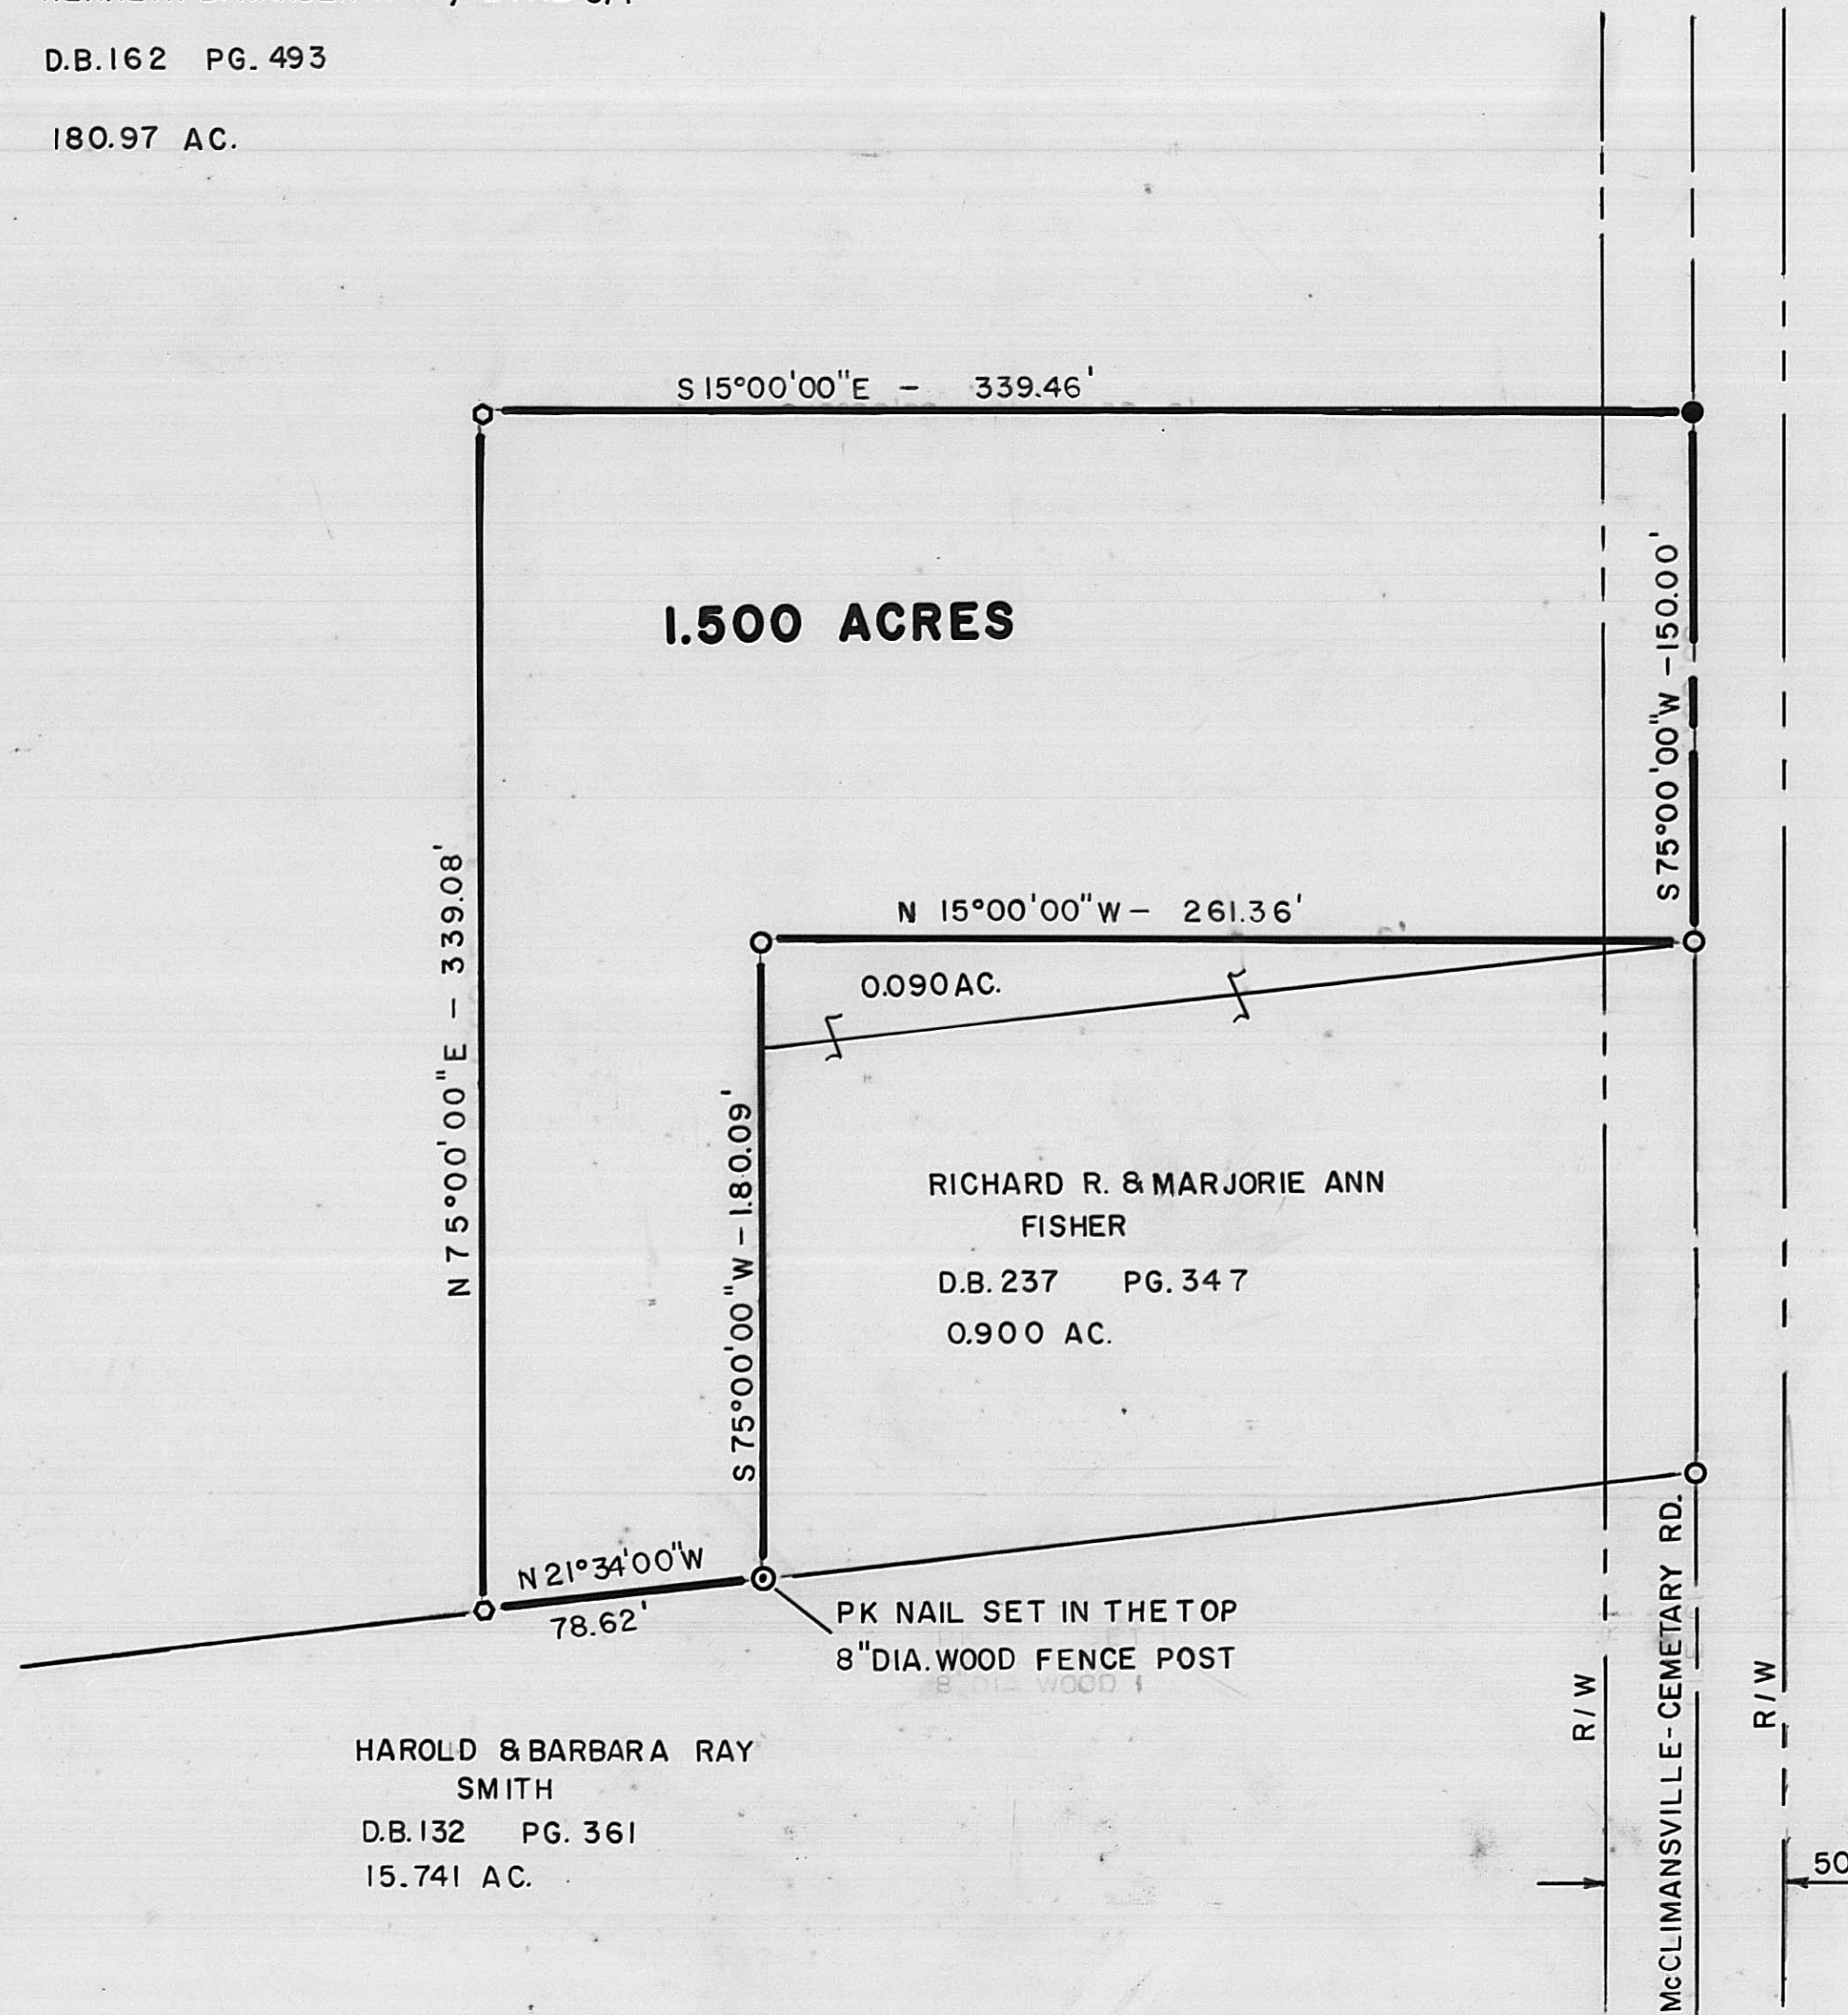 D.B.162 PG. 493
180.97 AC.
S 15°00'00"E - 339.46'
1.500 ACRES
S 75°00'00"W - 150.00'
N 75°00'00"E - 339.08'
N 15°00'00"W - 261.36'
0.090 AC.
S 75°00'00"W - 180.09'
RICHARD R. & MARJORIE ANN
FISHER
D.B. 237 PG. 347
0.900 AC.
N 21°34'00"W
78.62'
PK NAIL SET IN THE TOP
8" DIA. WOOD FENCE POST
HAROLD & BARBARA RAY
SMITH
D.B. 132 PG. 361
15.741 AC.
R/W
McCLIMANSVILLE-CEMETARY RD.
R/W
50